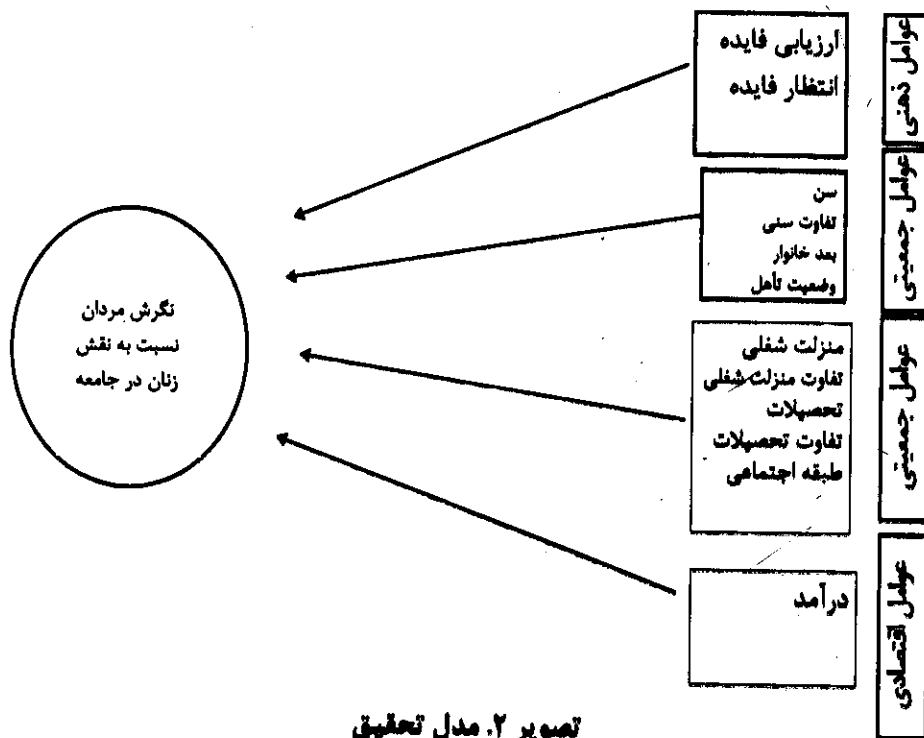 عوامل ذهنی
ارزیابی فایده
انتظار فایده
عوامل جمعیتی
سن
تفاوت سنی
بعد خانوار
وضعیت تأهل
عوامل جمعیتی
منزلت شغلی
تفاوت منزلت شغلی
تحصیلات
تفاوت تحصیلات
طبقه اجتماعی
عوامل اقتصادی
درآمد
نگرش مردان
نسبت به نقش
زنان در جامعه
تصویر ۲. مدل تحقیق